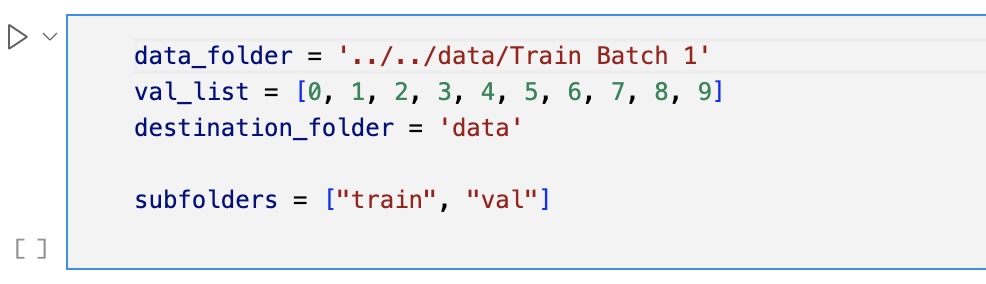 data_folder = '../../data/Train Batch 1'
val_list = [0, 1, 2, 3, 4, 5, 6, 7, 8, 9]
destination_folder = 'data'
subfolders = ["train", "val"]
[ ]